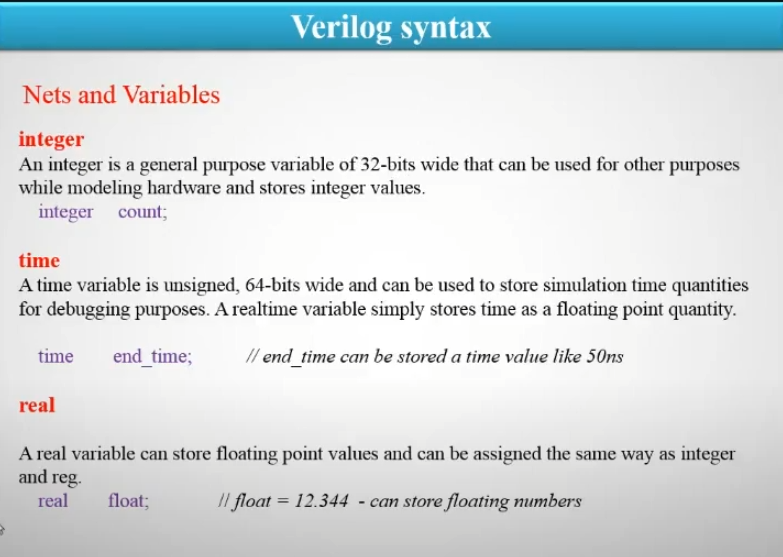 Verilog syntax
Nets and Variables
integer
An integer is a general purpose variable of 32-bits wide that can be used for other purposes
while modeling hardware and stores integer values.
integer count;
time
A time variable is unsigned, 64-bits wide and can be used to store simulation time quantities
for debugging purposes. A realtime variable simply stores time as a floating point quantity.
time end_time; // end_time can be stored a time value like 50ns
real
A real variable can store floating point values and can be assigned the same way as integer
and reg.
real float; // float = 12.344 - can store floating numbers